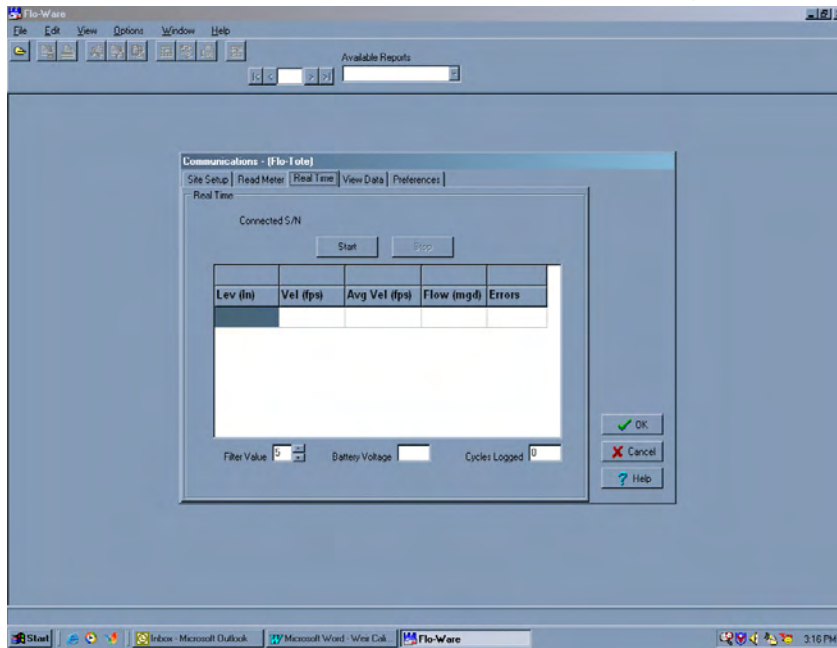 Flo-Ware
File Edit View Options Window Help
Available Reports
Communications - (Flo-Tote)
Site Setup Read Meter Real Time View Data Preferences
Real Time
Connected S/N
Start Stop
Lev (in) Vel (fps) Avg Vel (fps) Flow (mgd) Errors
OK
Filter Value 5 Battery Voltage Cycles Logged 0
Cancel
Help
Start Inbox - Microsoft Outlook Microsoft Word - Weir Cali... Flo-Ware 3:16 PM